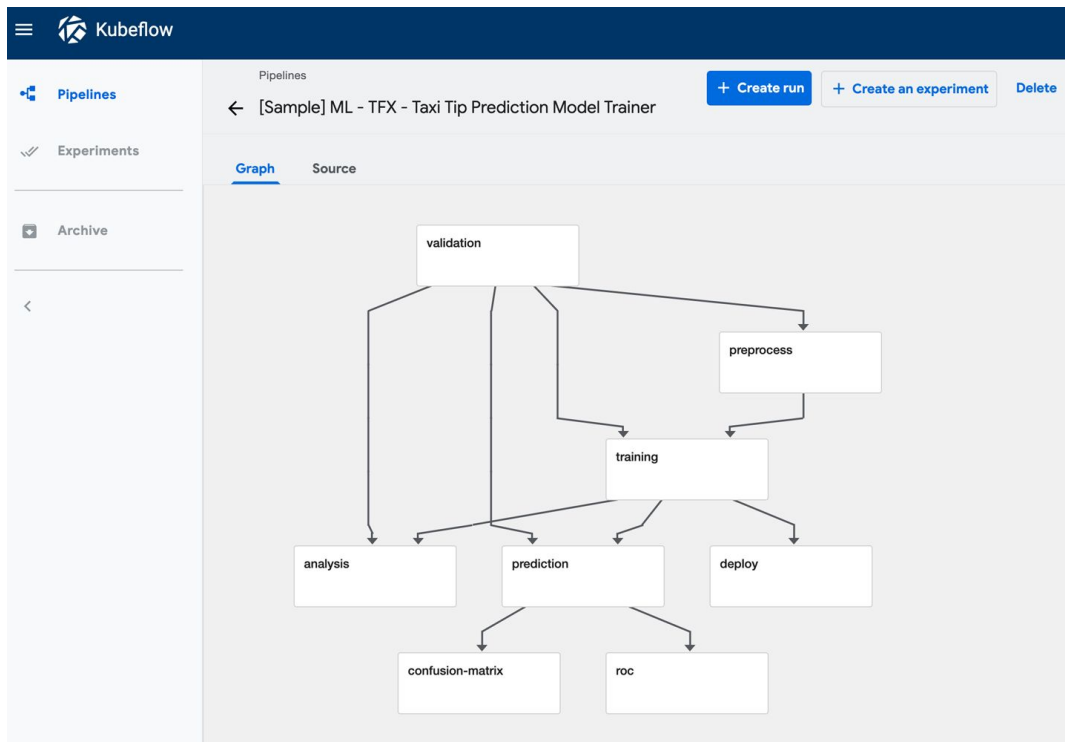 Kubeflow
Pipelines
Experiments
Archive
Pipelines
[Sample] ML - TFX - Taxi Tip Prediction Model Trainer
+ Create run
+ Create an experiment
Delete
Graph
Source
validation
preprocess
training
analysis
prediction
deploy
confusion-matrix
roc